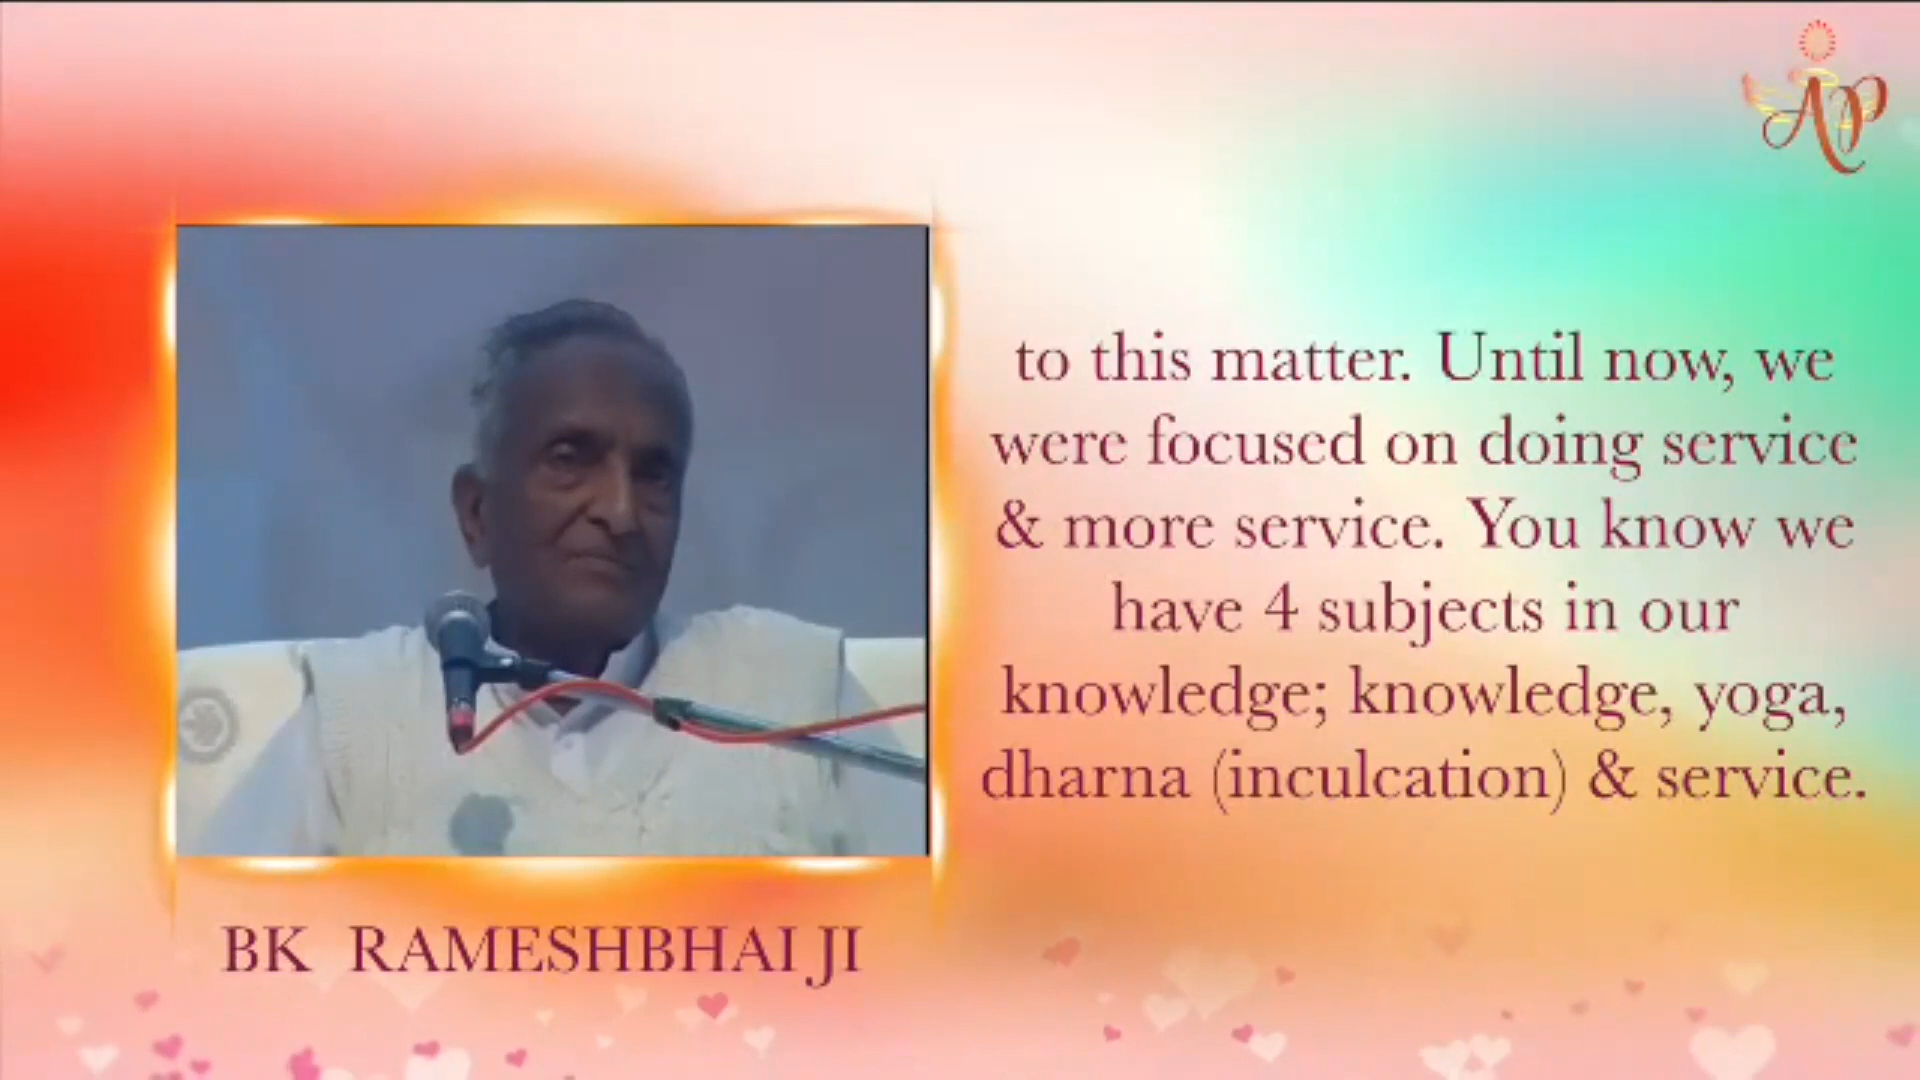 AP
to this matter. Until now, we
were focused on doing service
& more service. You know we
have 4 subjects in our
knowledge; knowledge, yoga,
dharna (inculcation) & service.
BK RAMESHBHAI JI